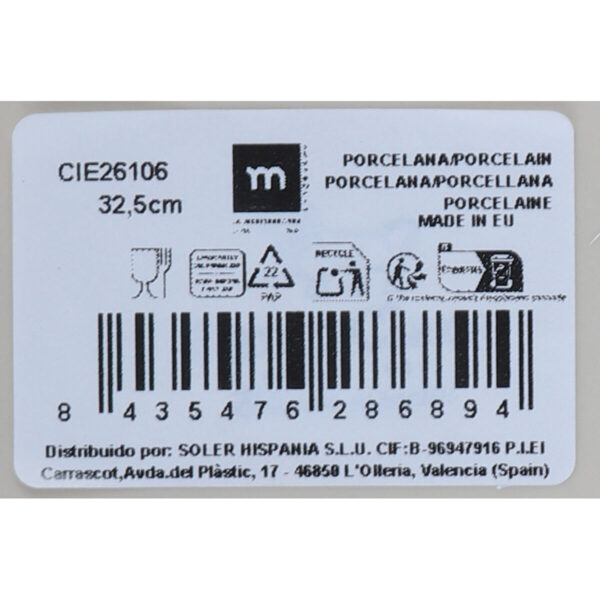 CIE26106
32,5cm
m
PORCELANA/PORCELAIN
PORCELANA/PORCELLANA
PORCELAINE
MADE IN EU
22
PAP
RECYCLE
8 435476 286894
Distribuido por: SOLER HISPANIA S.L.U. CIF:B-96947916 P.I.El
Carrascot,Avda.del Plàstic, 17 - 46850 L'Olleria, Valencia (Spain)